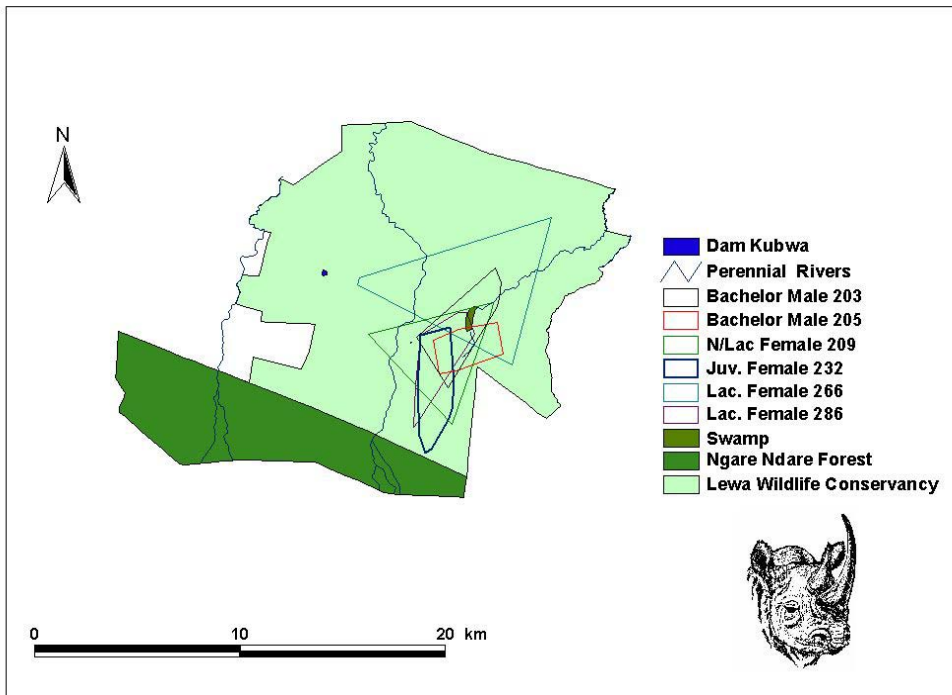 N
Dam Kubwa
Perennial Rivers
Bachelor Male 203
Bachelor Male 205
N/Lac Female 209
Juv. Female 232
Lac. Female 266
Lac. Female 286
Swamp
Ngare Ndare Forest
Lewa Wildlife Conservancy
0 10 20 km